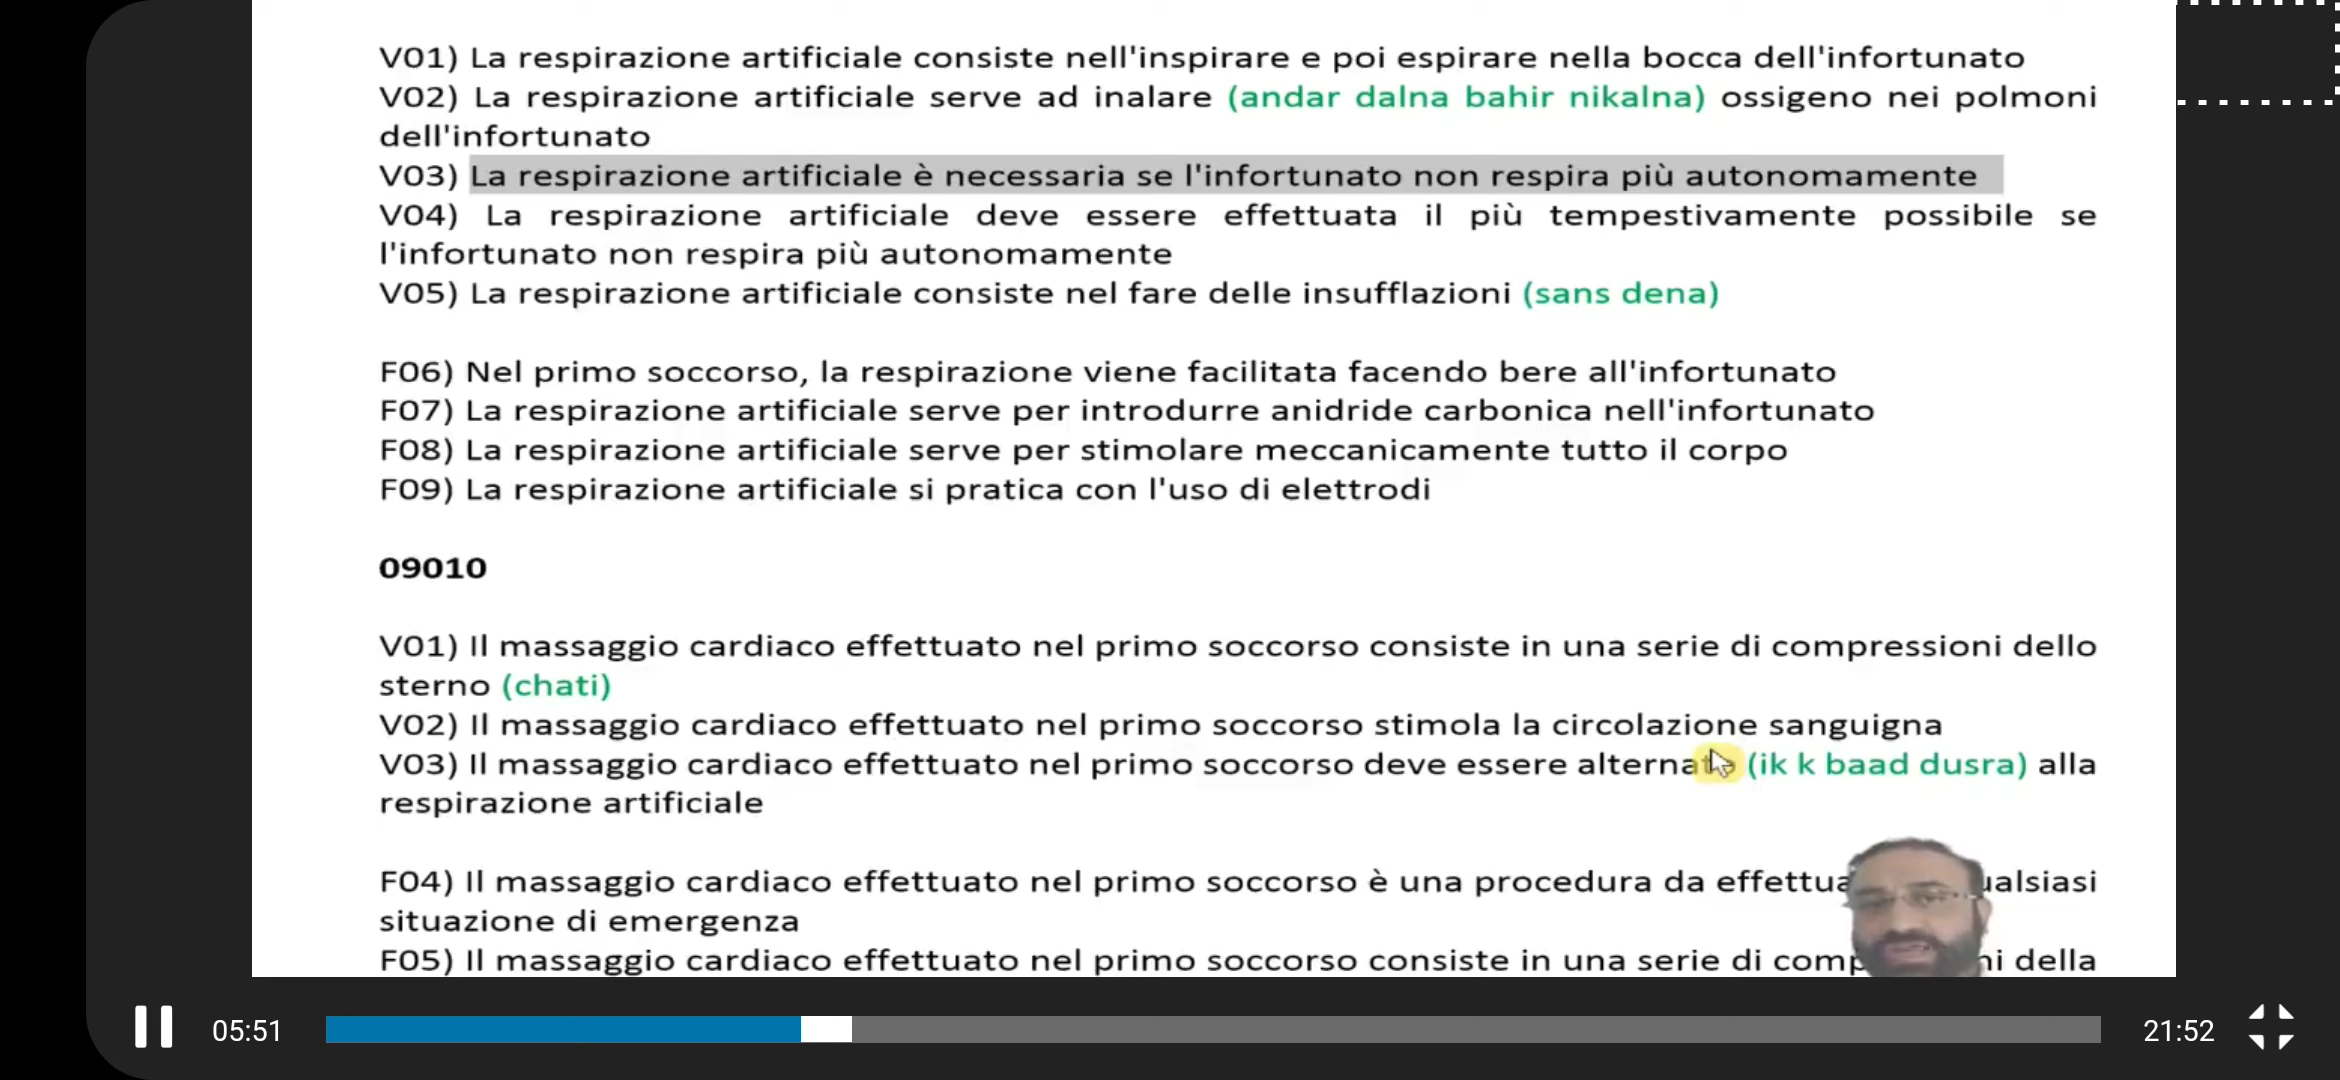 V01) La respirazione artificiale consiste nell'inspirare e poi espirare nella bocca dell'infortunato
V02) La respirazione artificiale serve ad inalare (andar dalna bahir nikalna) ossigeno nei polmoni
dell'infortunato
V03) La respirazione artificiale è necessaria se l'infortunato non respira più autonomamente
V04) La respirazione artificiale deve essere effettuata il più tempestivamente possibile se
l'infortunato non respira più autonomamente
V05) La respirazione artificiale consiste nel fare delle insufflazioni (sans dena)
F06) Nel primo soccorso, la respirazione viene facilitata facendo bere all'infortunato
F07) La respirazione artificiale serve per introdurre anidride carbonica nell'infortunato
F08) La respirazione artificiale serve per stimolare meccanicamente tutto il corpo
F09) La respirazione artificiale si pratica con l'uso di elettrodi
09010
V01) Il massaggio cardiaco effettuato nel primo soccorso consiste in una serie di compressioni dello
sterno (chati)
V02) Il massaggio cardiaco effettuato nel primo soccorso stimola la circolazione sanguigna
V03) Il massaggio cardiaco effettuato nel primo soccorso deve essere (ik k baad dusra) alla
respirazione artificiale
F04) Il massaggio cardiaco effettuato nel primo soccorso è una procedura da
situazione di emergenza
F05) Il massaggio cardiaco effettuato nel primo soccorso consiste in una serie di della
05:51
21:52